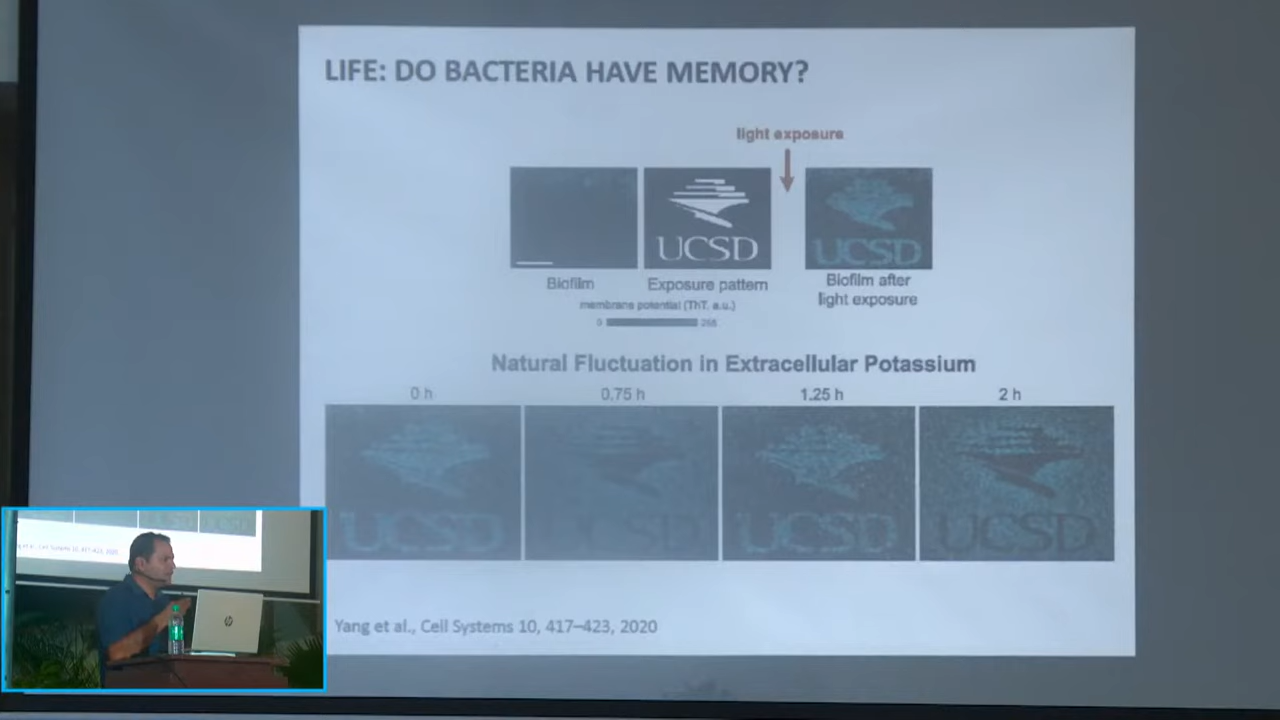 LIFE: DO BACTERIA HAVE MEMORY?
light exposure
UCSD
UCSD
Biofilm
Exposure pattern
Biofilm after
light exposure
membrane potential (ThT, a.u.)
0
255
Natural Fluctuation in Extracellular Potassium
0 h
0.75 h
1.25 h
2 h
UCSD
UCSD
UCSD
UCSD
Yang et al., Cell Systems 10, 417–423, 2020